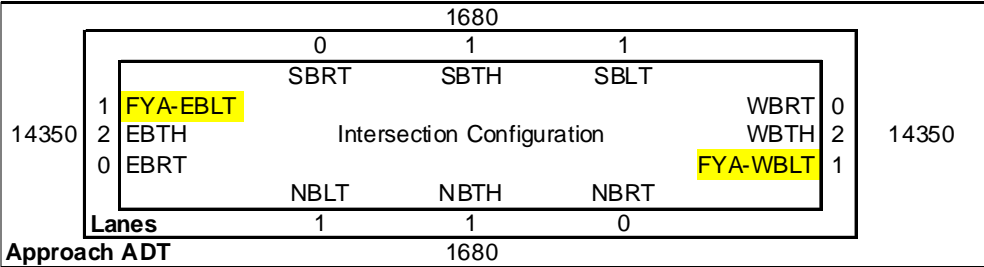 1680
0 1 1
SBRT SBTH SBLT
1 FYA-EBLT WBRT 0
14350 2 EBTH Intersection Configuration WBTH 2 14350
0 EBRT FYA-WBLT 1
NBLT NBTH NBRT
Lanes 1 1 0
Approach ADT 1680